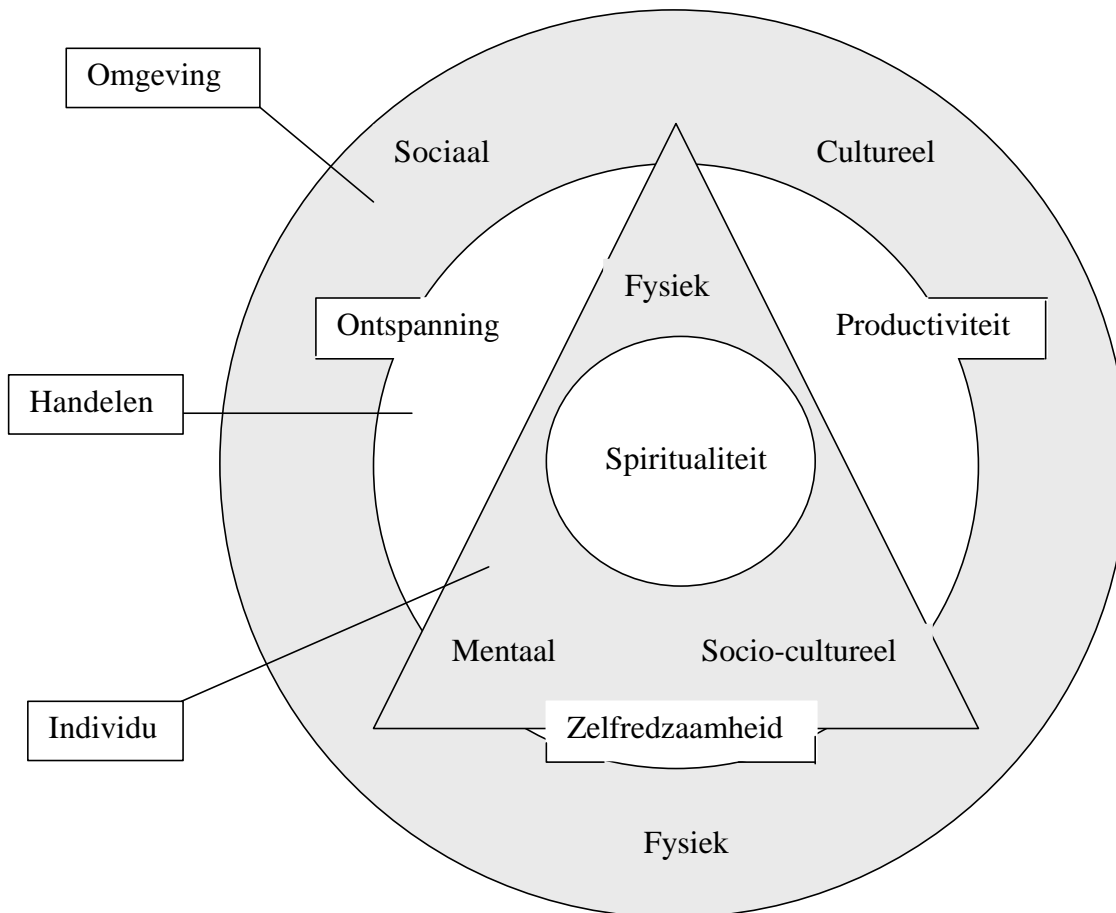 Omgeving
Sociaal
Cultureel
Fysiek
Ontspanning
Productiviteit
Handelen
Spiritualiteit
Mentaal
Socio-cultureel
Individu
Zelfredzaamheid
Fysiek